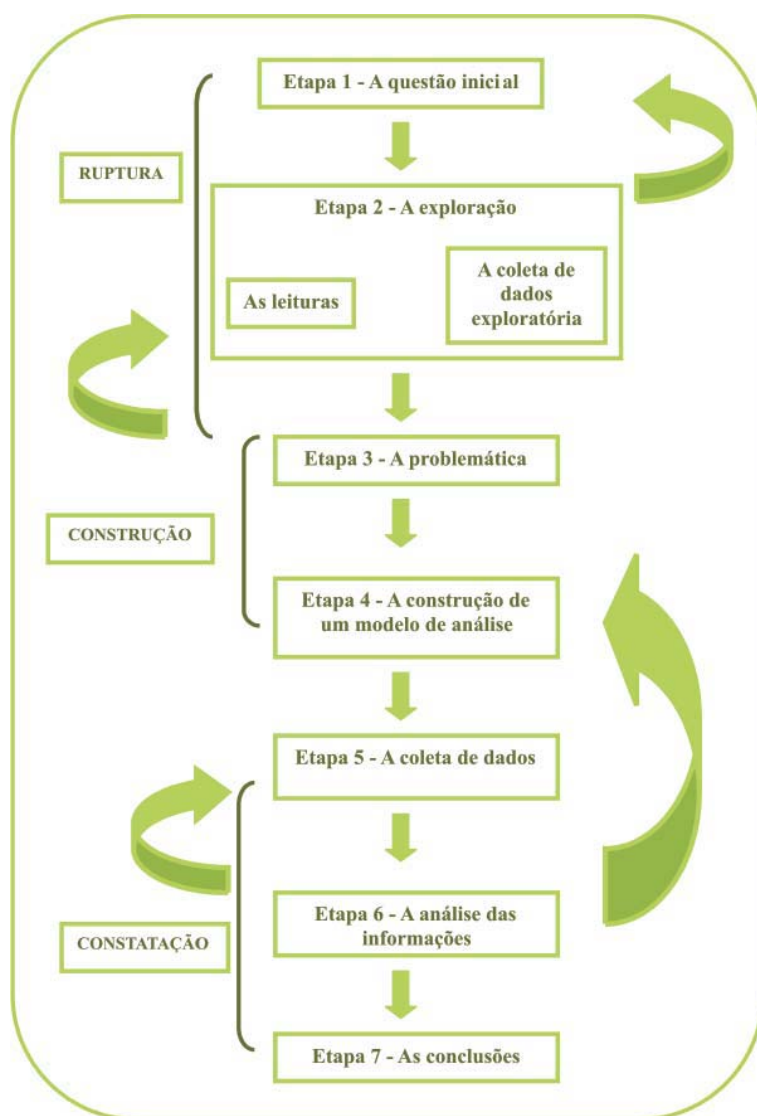 Etapa 1 - A questão inicial
RUPTURA
Etapa 2 - A exploração
As leituras
A coleta de
dados
exploratória
Etapa 3 - A problemática
CONSTRUÇÃO
Etapa 4 - A construção de
um modelo de análise
Etapa 5 - A coleta de dados
Etapa 6 - A análise das
informações
CONSTATAÇÃO
Etapa 7 - As conclusões